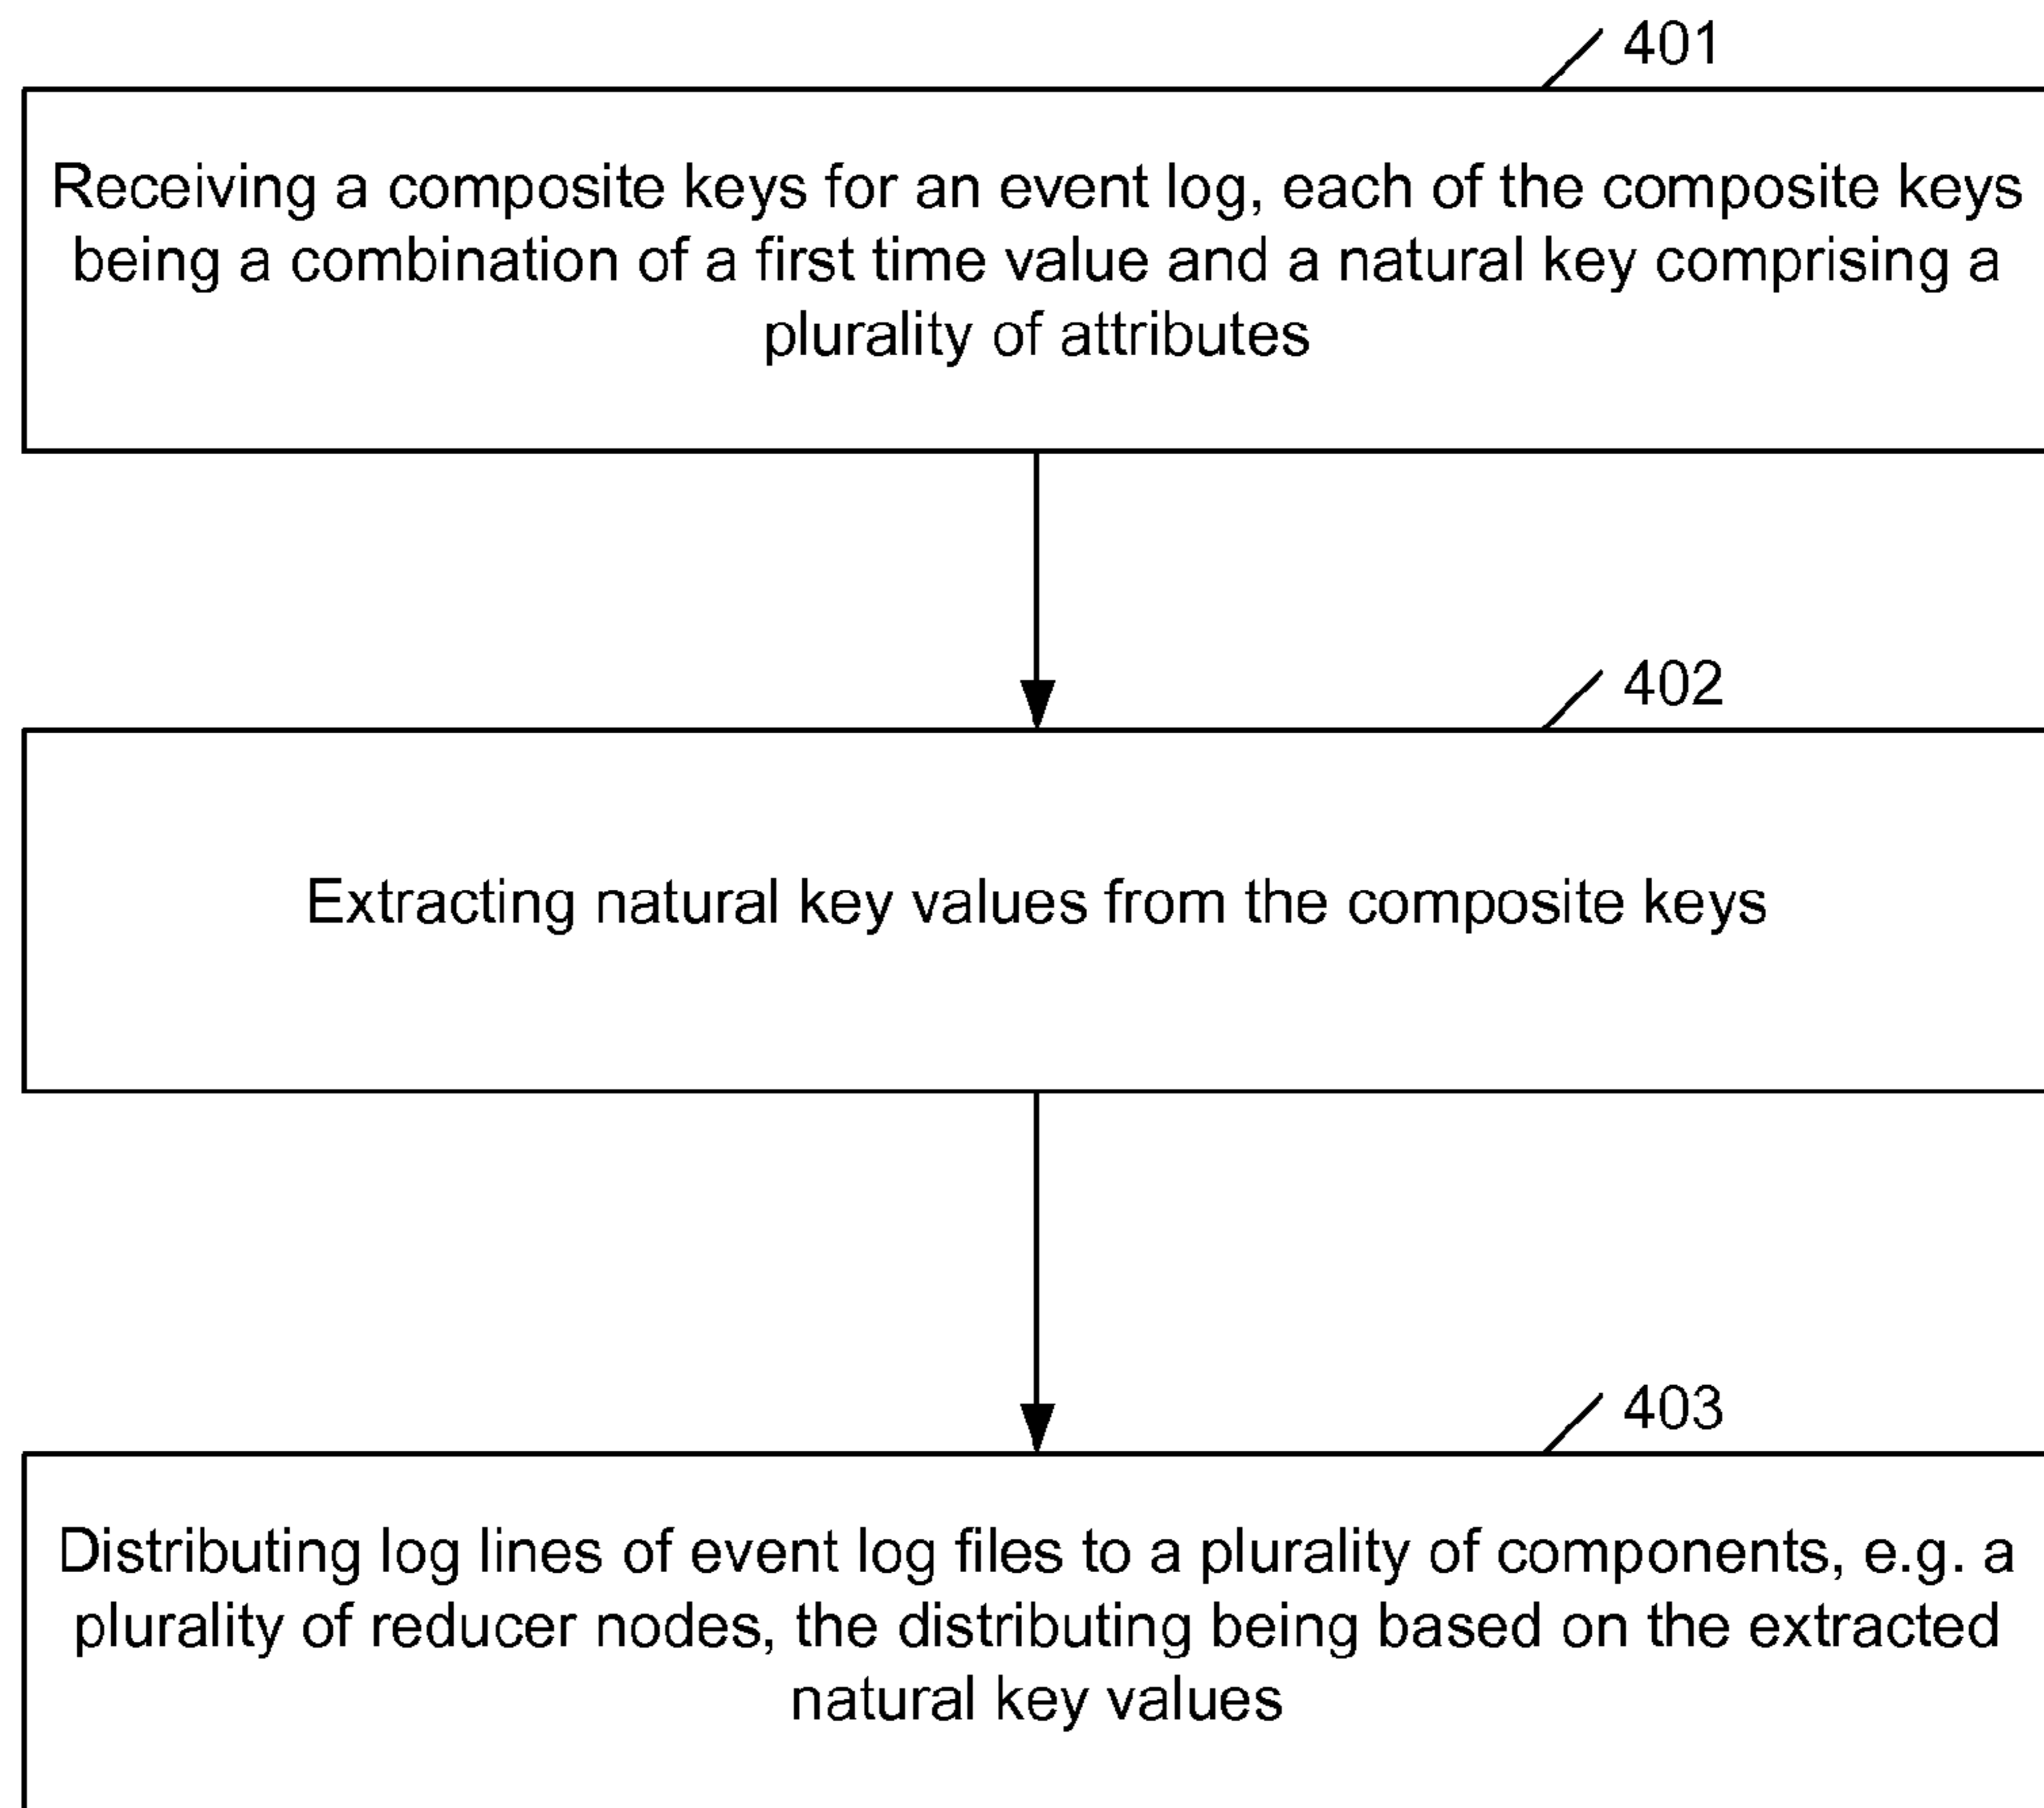 401
Receiving a composite keys for an event log, each of the composite keys
being a combination of a first time value and a natural key comprising a
plurality of attributes
402
Extracting natural key values from the composite keys
403
Distributing log lines of event log files to a plurality of components, e.g. a
plurality of reducer nodes, the distributing being based on the extracted
natural key values